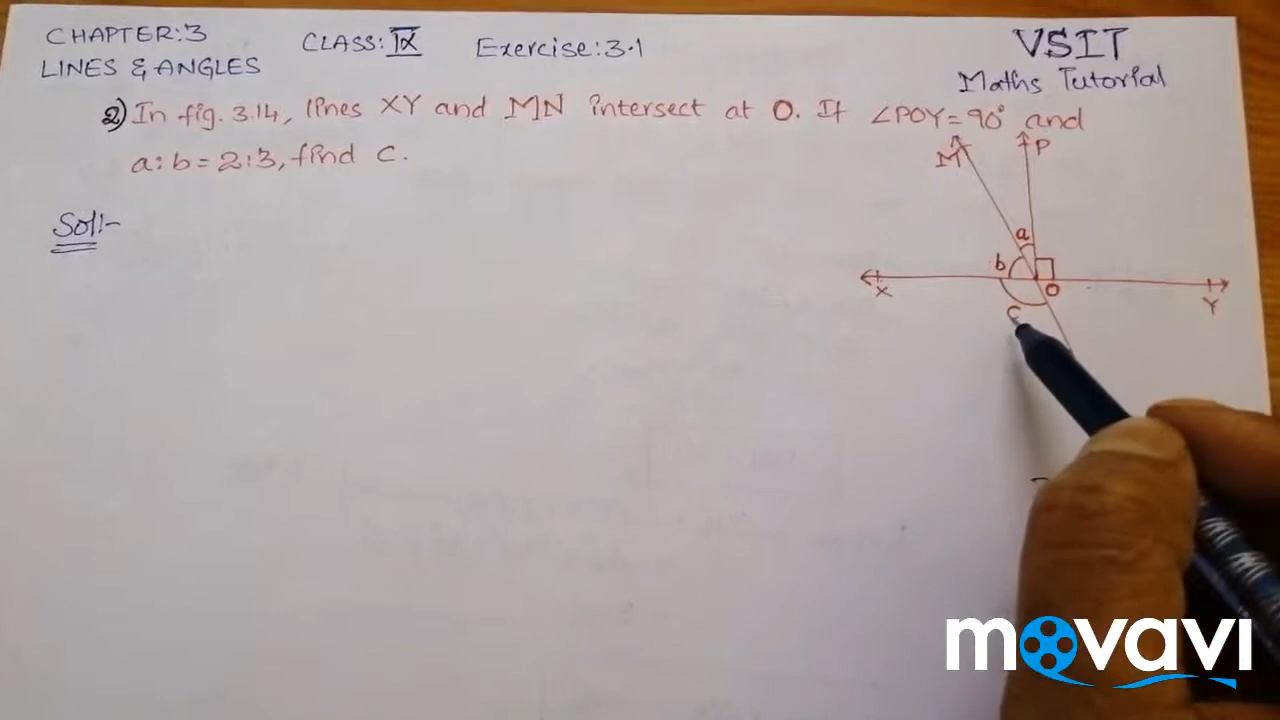 CHAPTER:3
LINES & ANGLES
CLASS: IX
Exercise:3.1
VSIT
Maths Tutorial
2) In fig. 3.14, lines XY and MN intersect at O. If ∠POY=90° and
a:b=2:3, find C.
Sol:-
M
P
a
b
X
O
Y
C
movavi